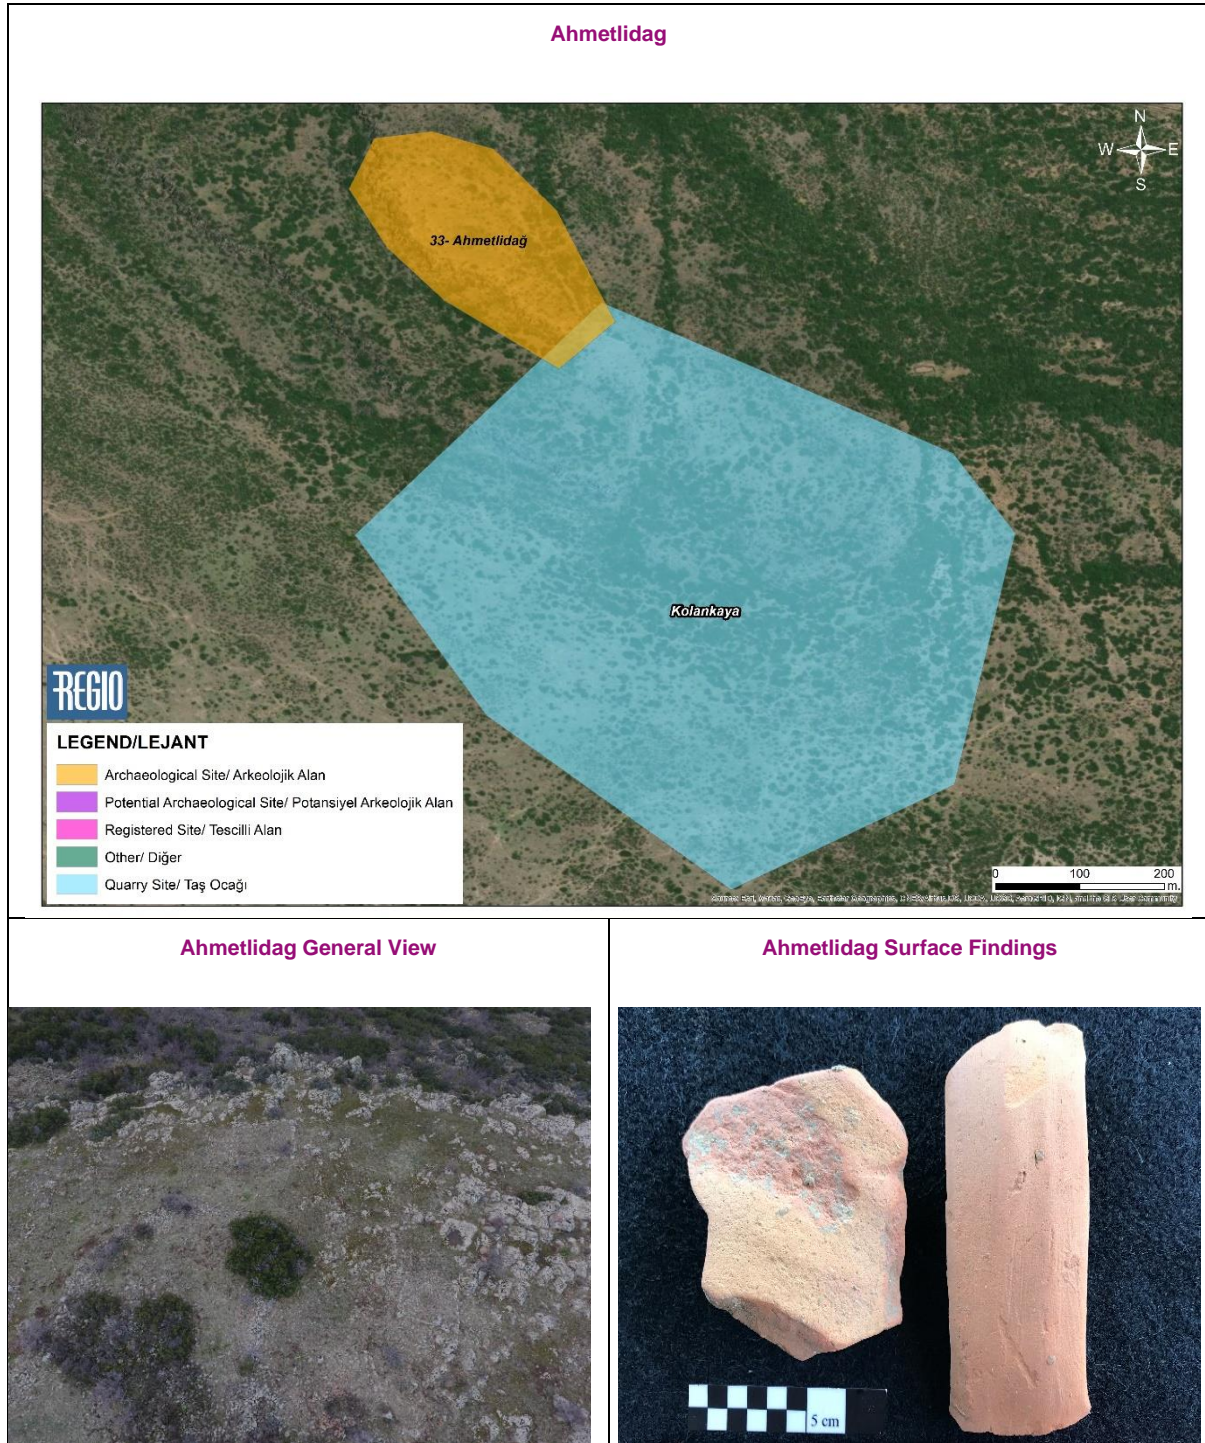 Ahmetlidag
N
W E
S
33- Ahmetlidağ
Kolankaya
REGIO
LEGEND/LEJANT
Archaeological Site/ Arkeolojik Alan
Potential Archaeological Site/ Potansiyel Arkeolojik Alan
Registered Site/ Tescilli Alan
Other/ Diğer
Quarry Site/ Taş Ocağı
0 100 200
m.
Ahmetlidag General View
Ahmetlidag Surface Findings
5 cm